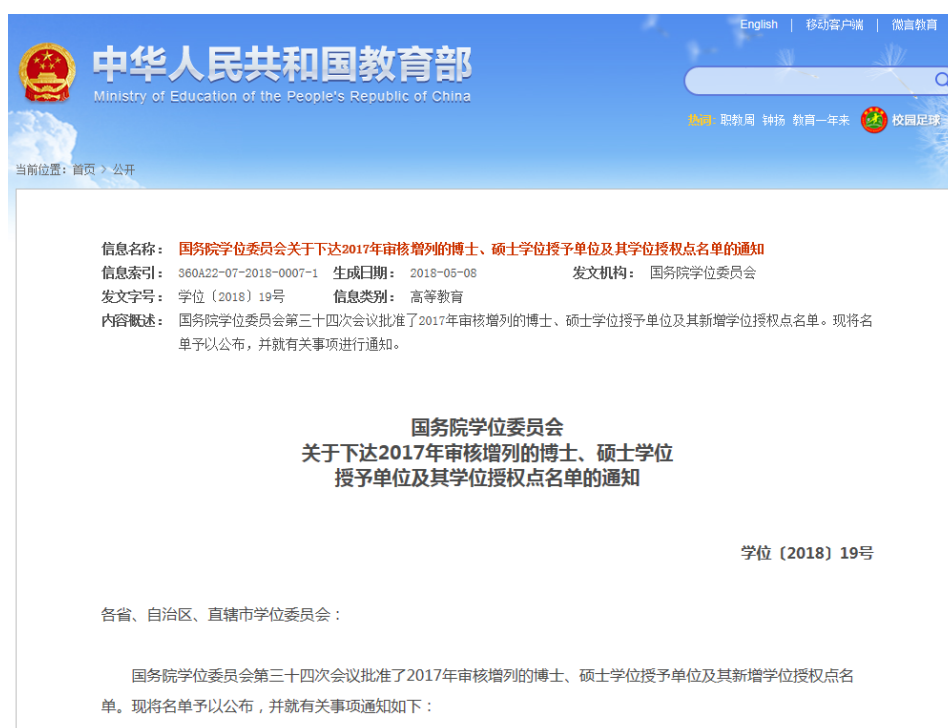 English | 移动客户端 | 微言教育
中华人民共和国教育部
Ministry of Education of the People's Republic of China
热词: 职教周 钟扬 教育一年来 校园足球
当前位置：首页 > 公开
信息名称： 国务院学位委员会关于下达2017年审核增列的博士、硕士学位授予单位及其学位授权点名单的通知
信息索引： 360A22-07-2018-0007-1 生成日期： 2018-05-08 发文机构： 国务院学位委员会
发文字号： 学位〔2018〕19号 信息类别： 高等教育
内容概述： 国务院学位委员会第三十四次会议批准了2017年审核增列的博士、硕士学位授予单位及其新增学位授权点名单。现将名
单予以公布，并就有关事项进行通知。
国务院学位委员会
关于下达2017年审核增列的博士、硕士学位
授予单位及其学位授权点名单的通知
学位〔2018〕19号
各省、自治区、直辖市学位委员会：
国务院学位委员会第三十四次会议批准了2017年审核增列的博士、硕士学位授予单位及其新增学位授权点名
单。现将名单予以公布，并就有关事项通知如下：